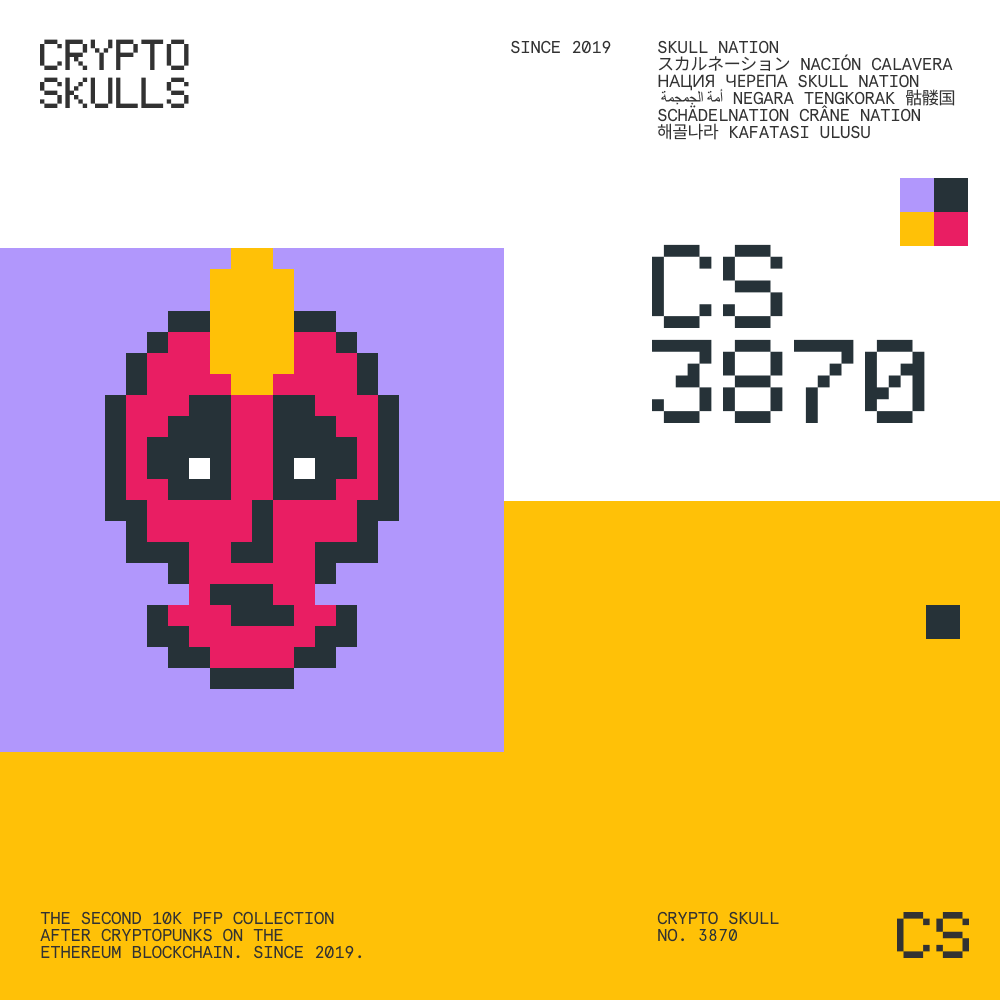 CRYPTO
SKULLS
SINCE 2019
SKULL NATION
スカルネーション NACIÓN CALAVERA
НАЦИЯ ЧЕРЕПА SKULL NATION
أمة الجمجمة NEGARA TENGKORAK 骷髅国
SCHÄDELNATION CRÂNE NATION
해골나라 KAFATASI ULUSU
CS
3870
THE SECOND 10K PFP COLLECTION
AFTER CRYPTOPUNKS ON THE
ETHEREUM BLOCKCHAIN. SINCE 2019.
CRYPTO SKULL
NO. 3870
CS